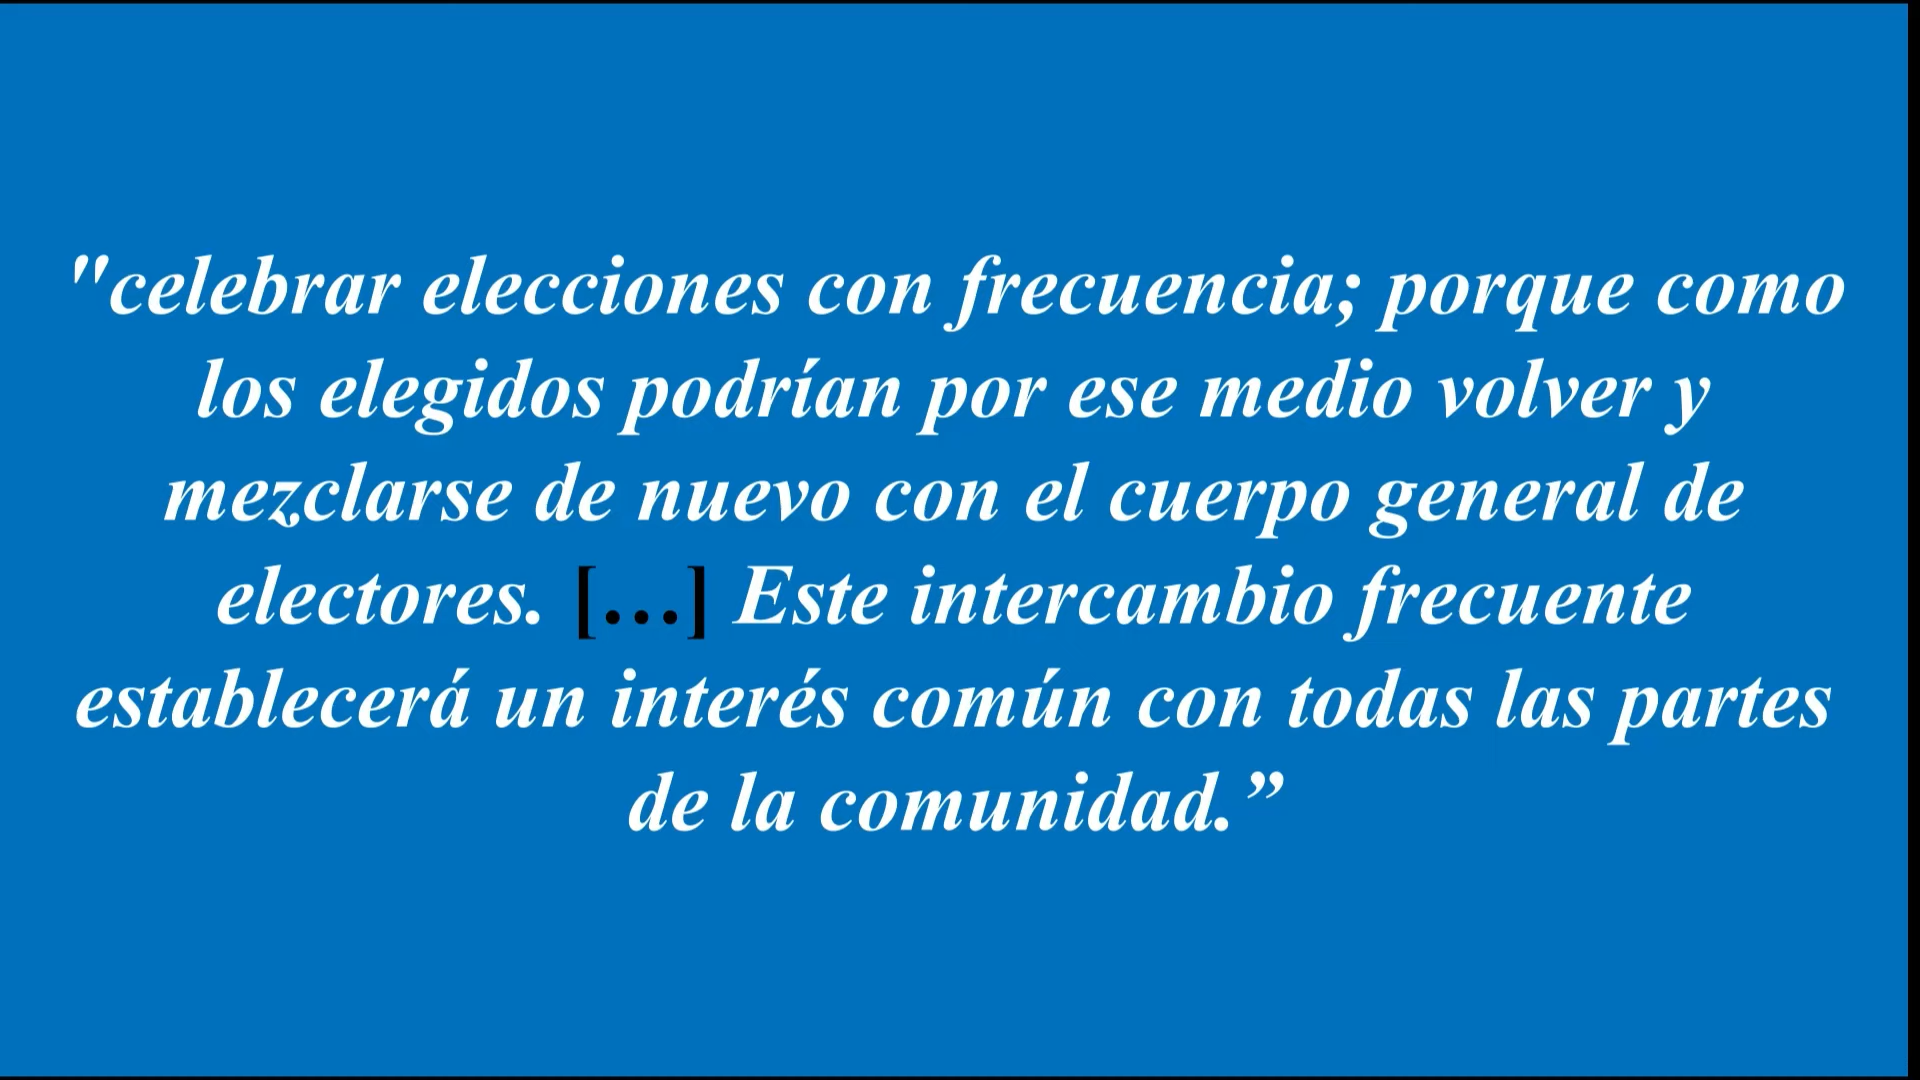 "celebrar elecciones con frecuencia; porque como
los elegidos podrían por ese medio volver y
mezclarse de nuevo con el cuerpo general de
electores. […] Este intercambio frecuente
establecerá un interés común con todas las partes
de la comunidad.”